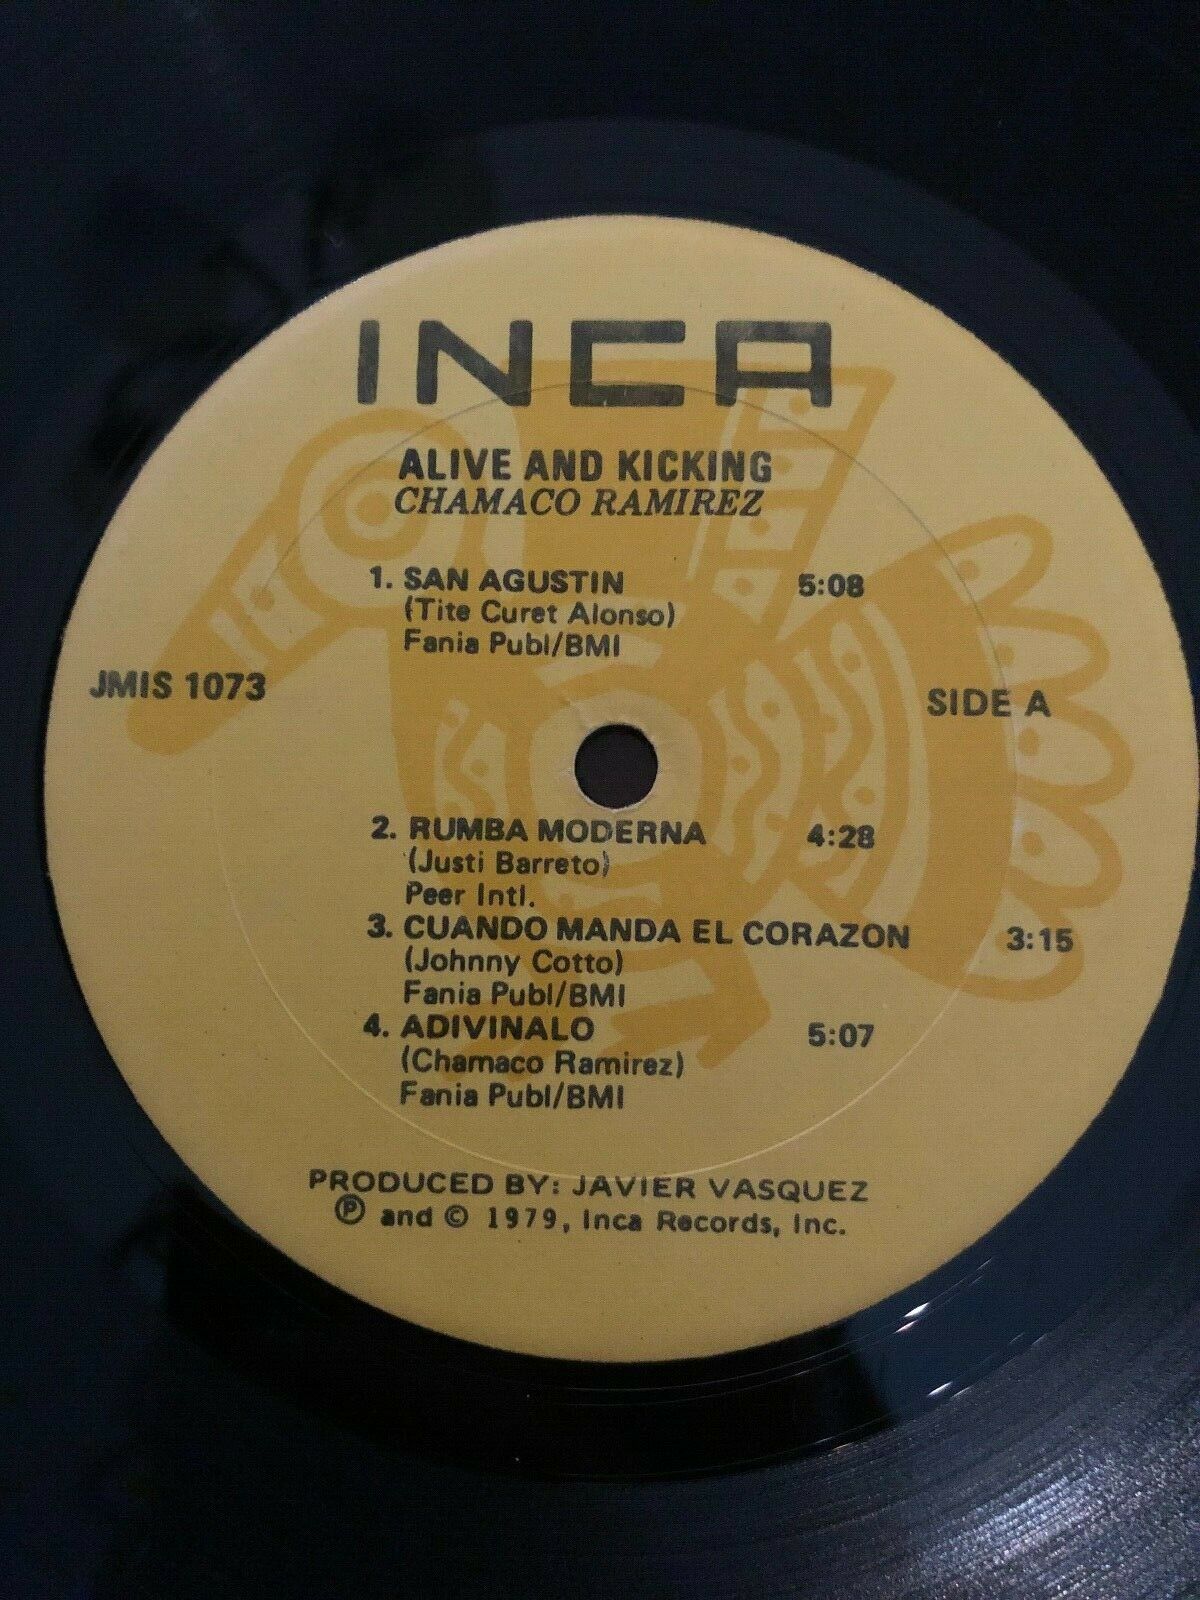 INCA
ALIVE AND KICKING
CHAMACO RAMIREZ
1. SAN AGUSTIN 5:08
(Tite Curet Alonso)
Fania Publ/BMI
JMIS 1073
SIDE A
2. RUMBA MODERNA 4:28
(Justi Barreto)
Peer Intl.
3. CUANDO MANDA EL CORAZON 3:15
(Johnny Cotto)
Fania Publ/BMI
4. ADIVINALO 5:07
(Chamaco Ramirez)
Fania Publ/BMI
PRODUCED BY: JAVIER VASQUEZ
Ⓟ and © 1979, Inca Records, Inc.